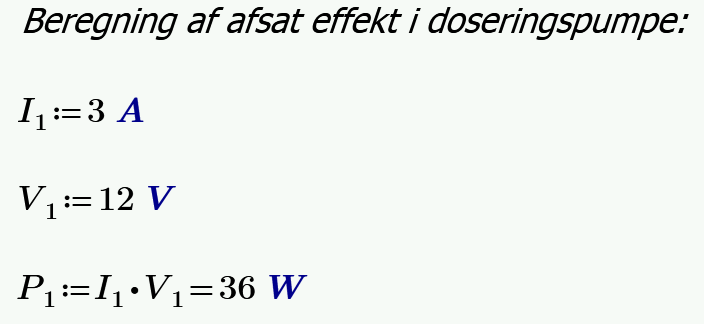 Beregning af afsat effekt i doseringspumpe:
I₁ := 3 A
V₁ := 12 V
P₁ := I₁ · V₁ = 36 W